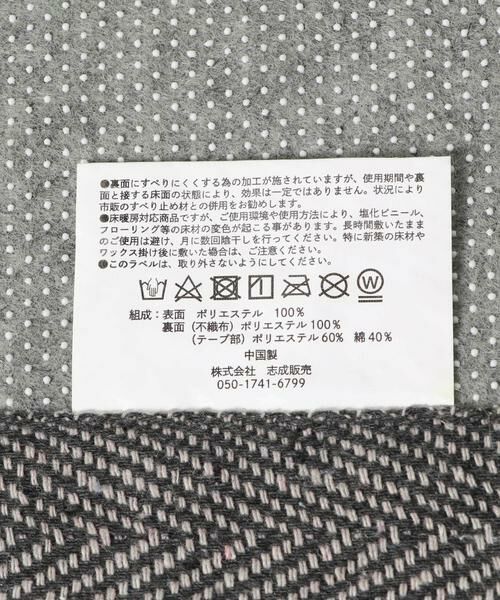 ●裏面にすべりにくくする為の加工が施されていますが、使用期間や裏
面と接する床面の状態により、効果は一定ではありません。状況により
市販のすべり止め材との併用をお勧めします。
●床暖房対応商品ですが、ご使用環境や使用方法により、塩化ビニール、
フローリング等の床材の変色が起こる事があります。長時間敷いたまま
のご使用は避け、月に数回陰干しを行ってください。特に新築の床材や
ワックス掛け後に敷いた場合は、ご注意ください。
●このラベルは、取り外さないようにしてください。
組成：表面 ポリエステル 100%
裏面（不織布）ポリエステル100%
（テープ部）ポリエステル60% 綿40%
中国製
株式会社 志成販売
050-1741-6799